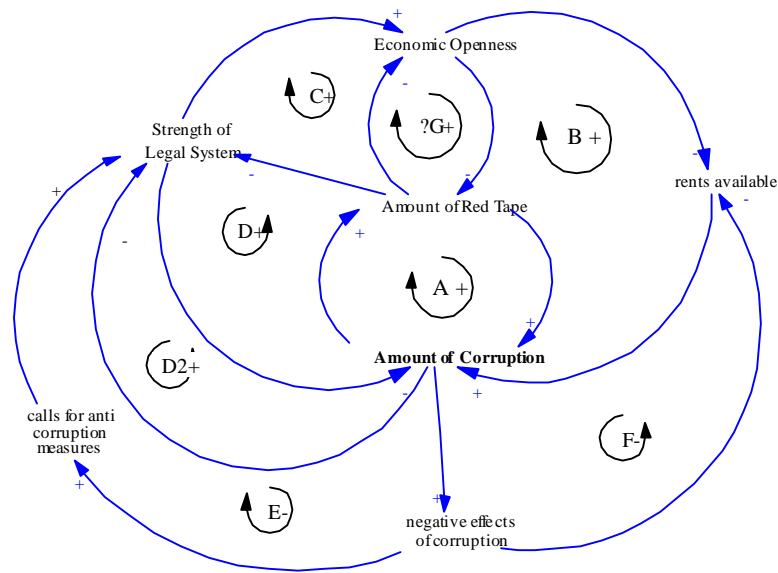 +
Economic Openness
-
C+
?G+
B +
Strength of
Legal System
-
-
-
rents available
+
-
Amount of Red Tape
-
D+
+
A +
+
Amount of Corruption
D2+
-
+
calls for anti
corruption
measures
F-
+
+
E-
negative effects
of corruption